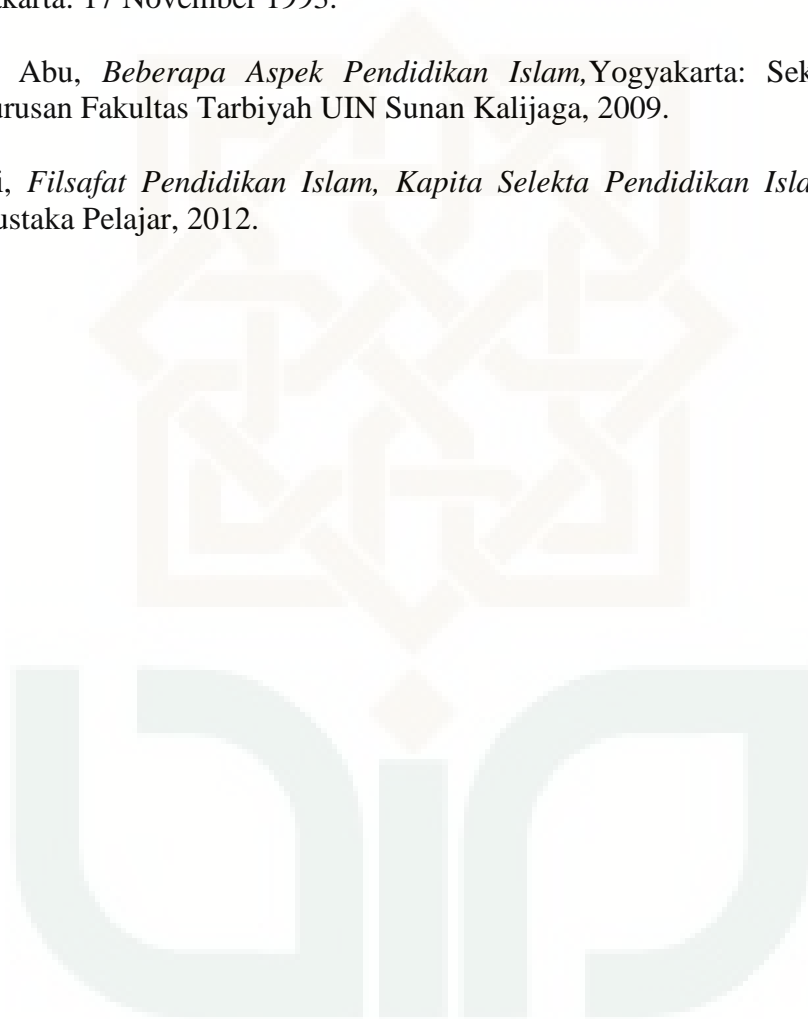 akarta. 17 November 1993.
Abu, Beberapa Aspek Pendidikan Islam,Yogyakarta: Sek
urusan Fakultas Tarbiyah UIN Sunan Kalijaga, 2009.
i, Filsafat Pendidikan Islam, Kapita Selekta Pendidikan Isla
ustaka Pelajar, 2012.